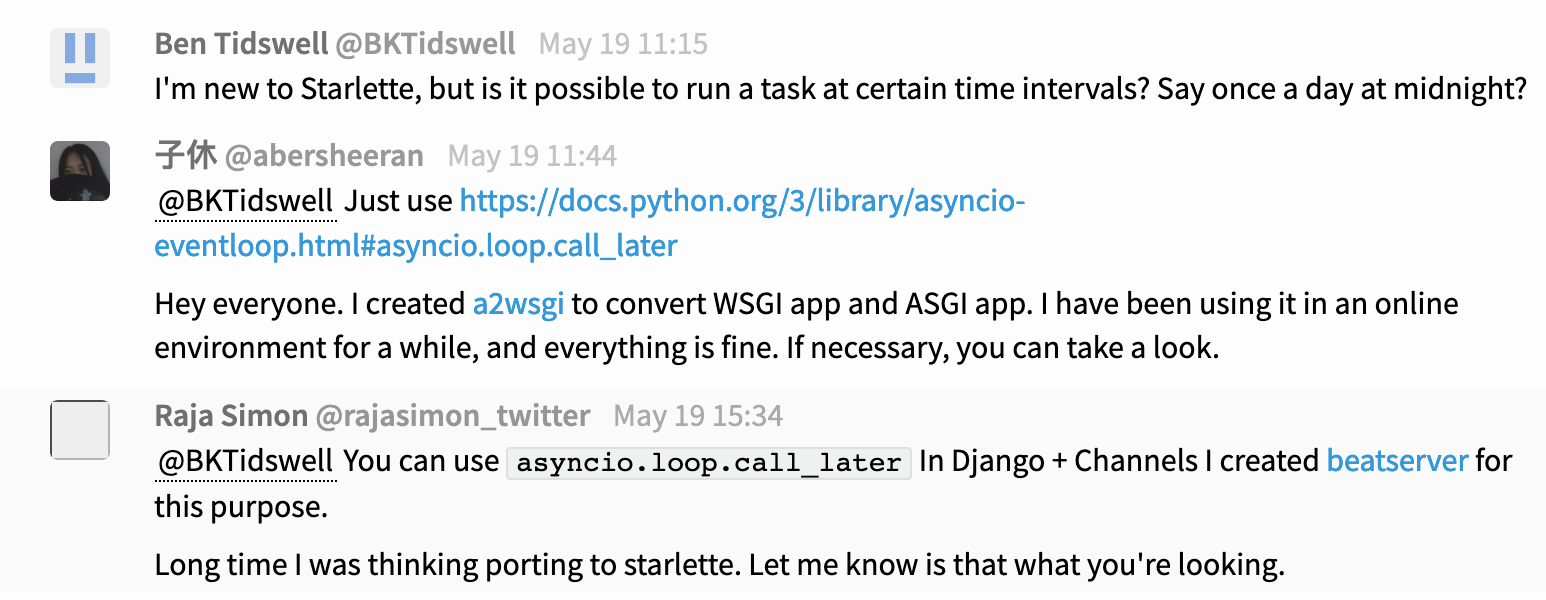 Ben Tidswell @BKTidswell May 19 11:15
I'm new to Starlette, but is it possible to run a task at certain time intervals? Say once a day at midnight?
子休 @abersheeran May 19 11:44
@BKTidswell Just use https://docs.python.org/3/library/asyncio-
eventloop.html#asyncio.loop.call_later
Hey everyone. I created a2wsgi to convert WSGI app and ASGI app. I have been using it in an online
environment for a while, and everything is fine. If necessary, you can take a look.
Raja Simon @rajasimon_twitter May 19 15:34
@BKTidswell You can use asyncio.loop.call_later In Django + Channels I created beatserver for
this purpose.
Long time I was thinking porting to starlette. Let me know is that what you're looking.